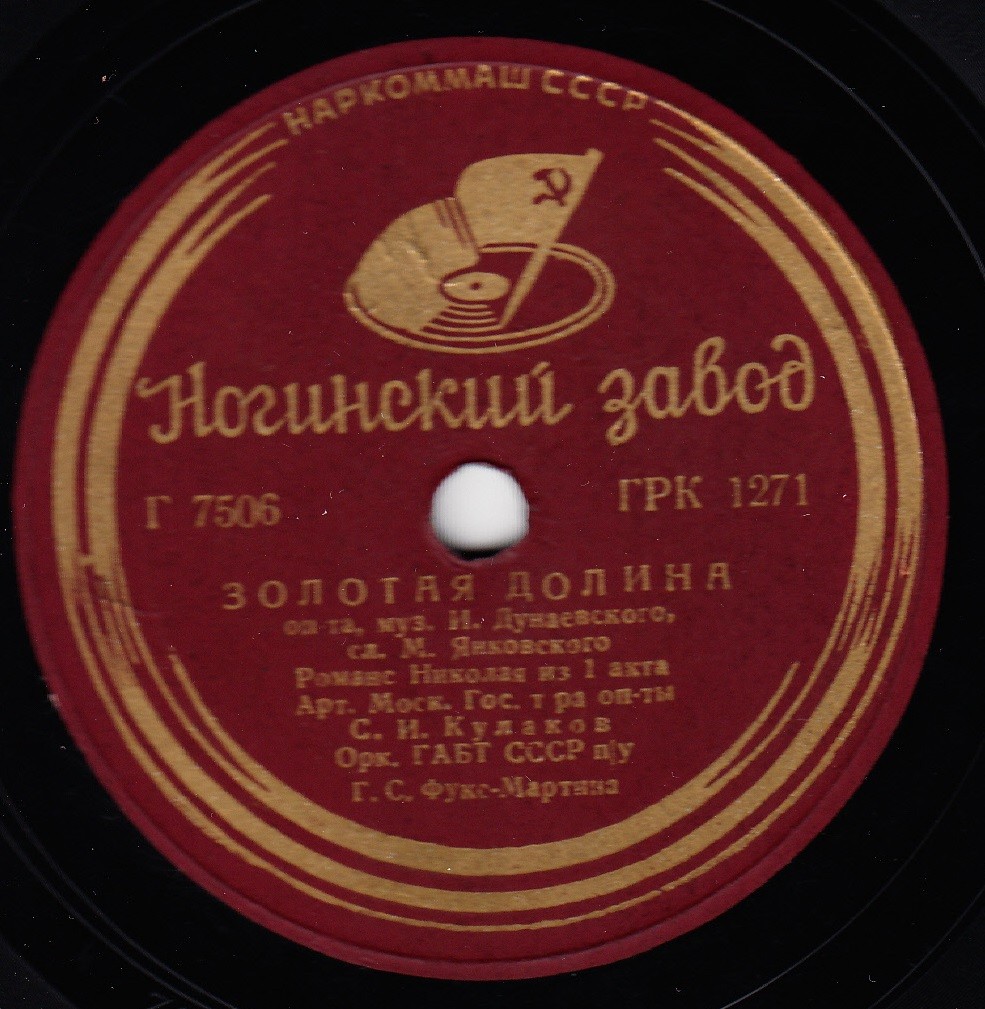 НАРКОММАШ СССР
Ногинский завод
Г 7506 ГРК 1271
ЗОЛОТАЯ ДОЛИНА
оп-та, муз. И. Дунаевского,
сл. М. Янковского
Романс Николая из 1 акта
Арт. Моск. Гос. т ра оп-ты
С. И. Кулаков
Орк. ГАБТ СССР п/у
Г. С. Фукс-Мартина